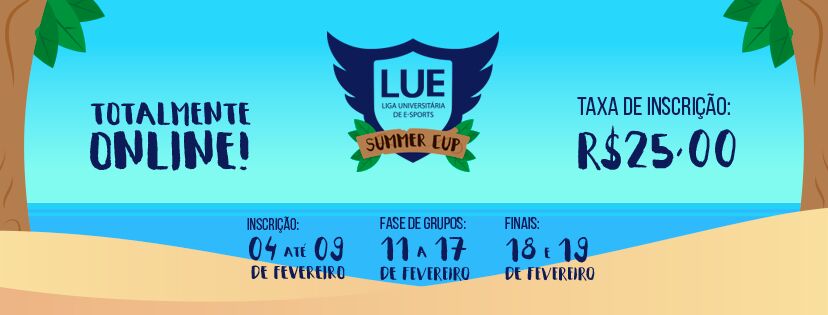 TOTALMENTE
ONLINE!
LUE
LIGA UNIVERSITÁRIA
DE E-SPORTS
SUMMER CUP
TAXA DE INSCRIÇÃO:
R$25.00
INSCRIÇÃO:
04 ATÉ 09
DE FEVEREIRO
FASE DE GRUPOS:
11 A 17
DE FEVEREIRO
FINAIS:
18 E 19
DE FEVEREIRO